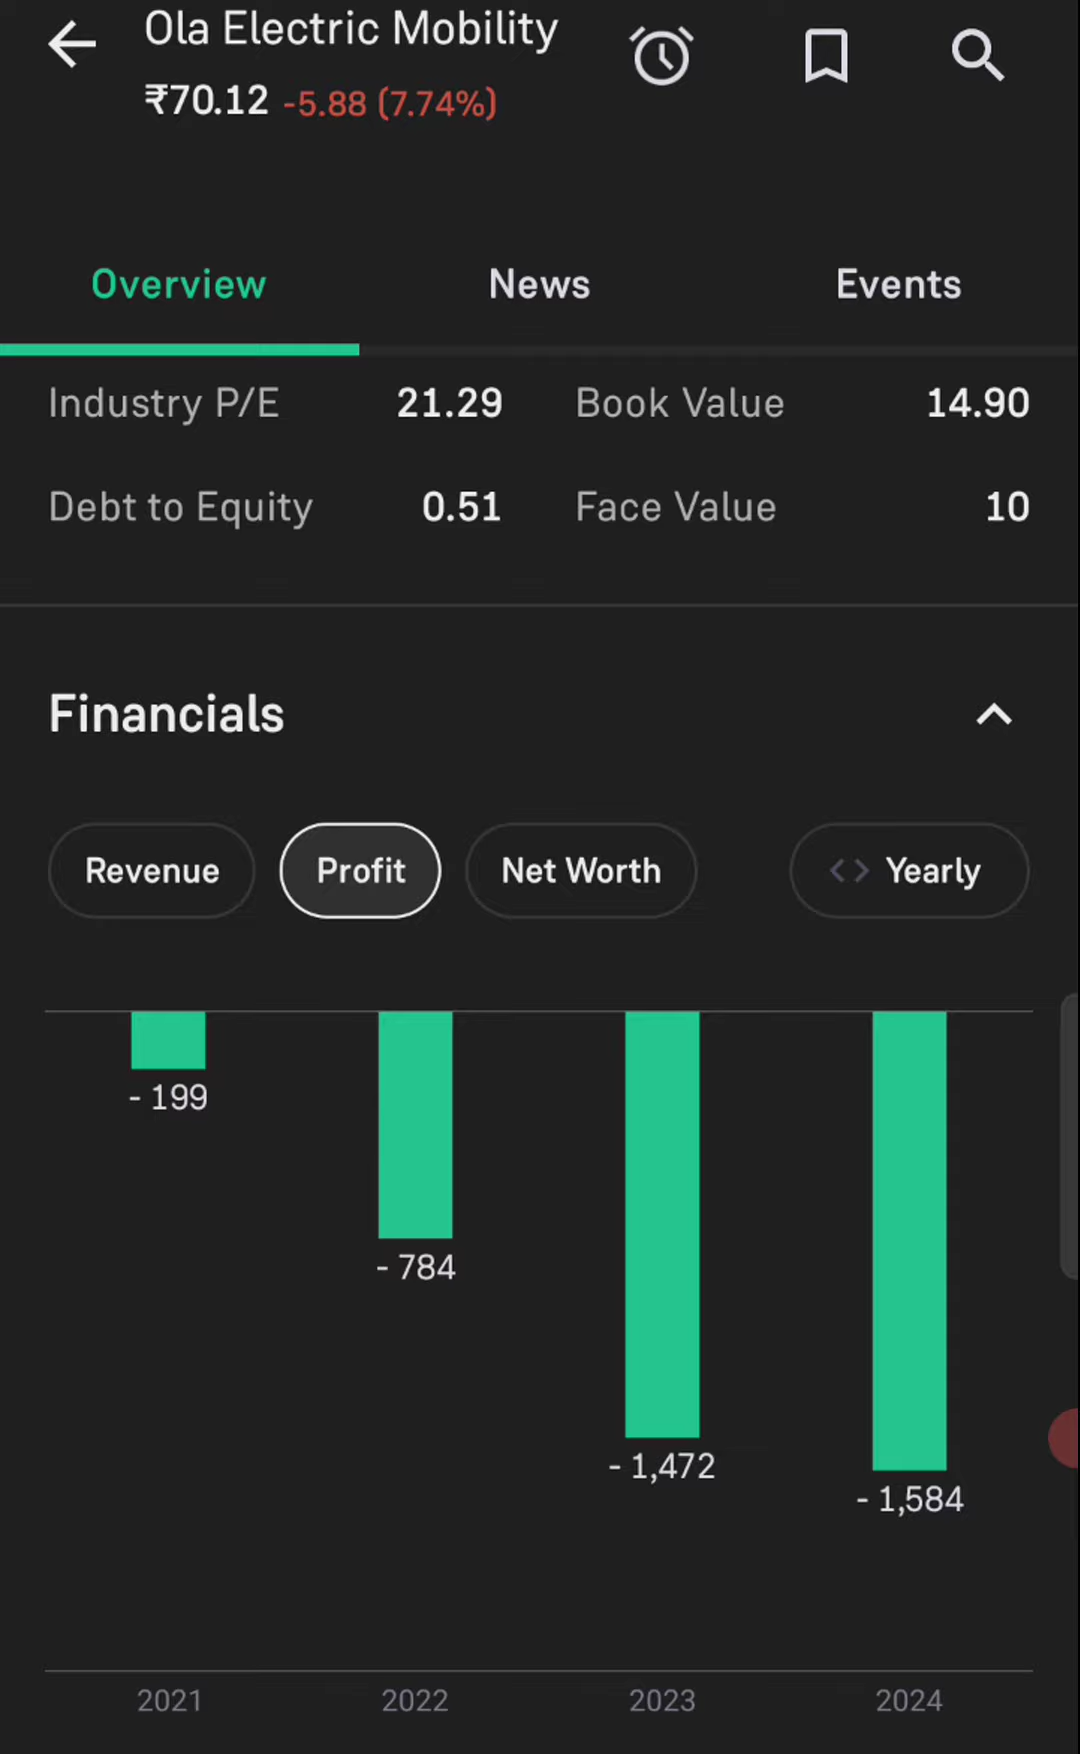 Ola Electric Mobility
₹70.12 -5.88 (7.74%)
Overview News Events
Industry P/E 21.29 Book Value 14.90
Debt to Equity 0.51 Face Value 10
Financials
Revenue Profit Net Worth <> Yearly
- 199
- 784
- 1,472
- 1,584
2021 2022 2023 2024